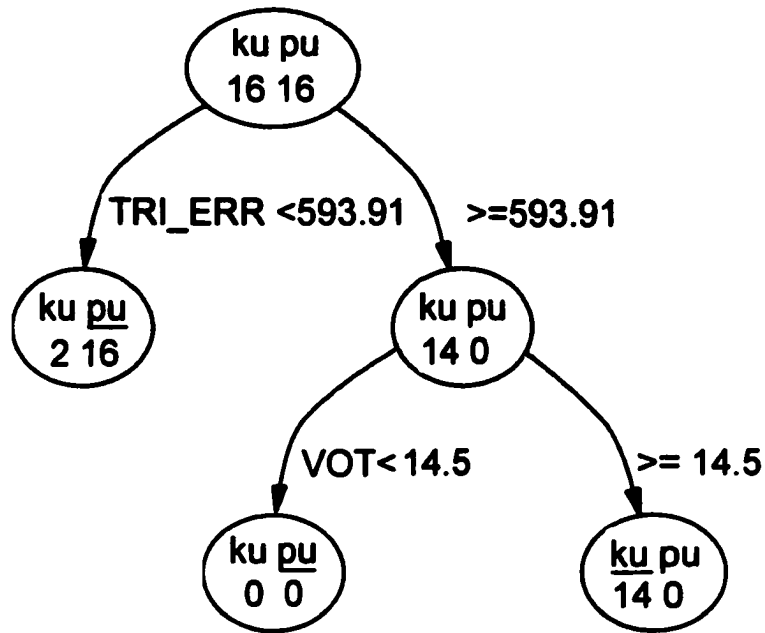 ku pu
16 16
TRI_ERR <593.91 >=593.91
ku pu
2 16
ku pu
14 0
VOT< 14.5 >= 14.5
ku pu
0 0
ku pu
14 0